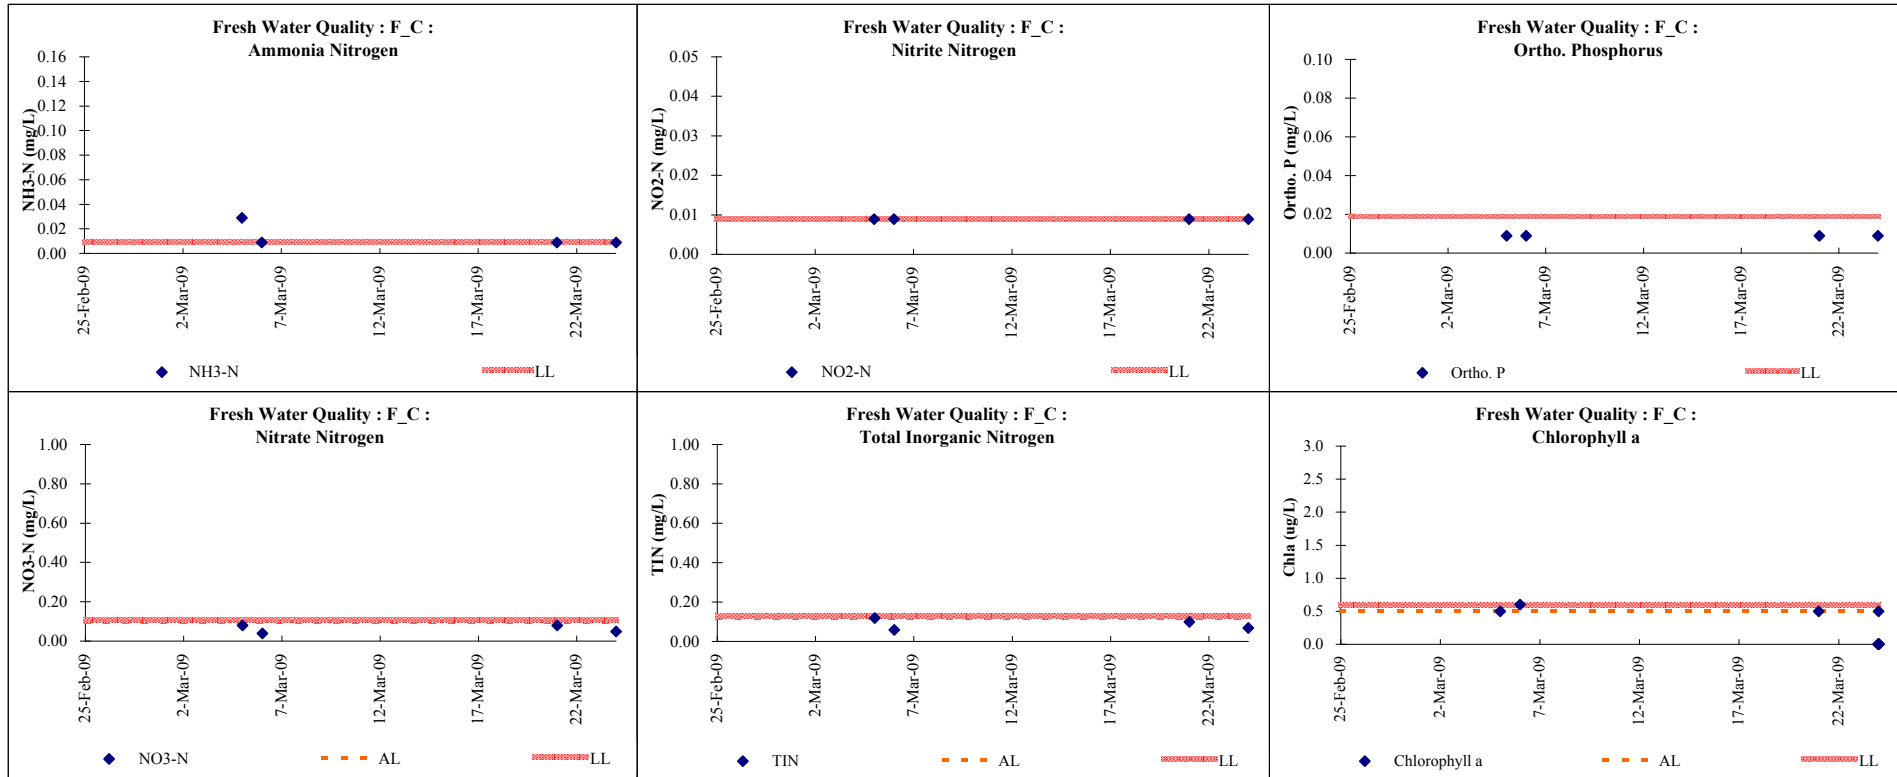 Fresh Water Quality : F_C :
Ammonia Nitrogen
NH3-N (mg/L)
0.16
0.14
0.12
0.10
0.08
0.06
0.04
0.02
0.00
25-Feb-09
2-Mar-09
7-Mar-09
12-Mar-09
17-Mar-09
22-Mar-09
NH3-N
LL
Fresh Water Quality : F_C :
Nitrite Nitrogen
NO2-N (mg/L)
0.05
0.04
0.03
0.02
0.01
0.00
25-Feb-09
2-Mar-09
7-Mar-09
12-Mar-09
17-Mar-09
22-Mar-09
NO2-N
LL
Fresh Water Quality : F_C :
Ortho. Phosphorus
Ortho. P (mg/L)
0.10
0.08
0.06
0.04
0.02
0.00
25-Feb-09
2-Mar-09
7-Mar-09
12-Mar-09
17-Mar-09
22-Mar-09
Ortho. P
LL
Fresh Water Quality : F_C :
Nitrate Nitrogen
NO3-N (mg/L)
1.00
0.80
0.60
0.40
0.20
0.00
25-Feb-09
2-Mar-09
7-Mar-09
12-Mar-09
17-Mar-09
22-Mar-09
NO3-N
AL
LL
Fresh Water Quality : F_C :
Total Inorganic Nitrogen
TIN (mg/L)
1.00
0.80
0.60
0.40
0.20
0.00
25-Feb-09
2-Mar-09
7-Mar-09
12-Mar-09
17-Mar-09
22-Mar-09
TIN
AL
LL
Fresh Water Quality : F_C :
Chlorophyll a
Chla (ug/L)
3.0
2.5
2.0
1.5
1.0
0.5
0.0
25-Feb-09
2-Mar-09
7-Mar-09
12-Mar-09
17-Mar-09
22-Mar-09
Chlorophyll a
AL
LL